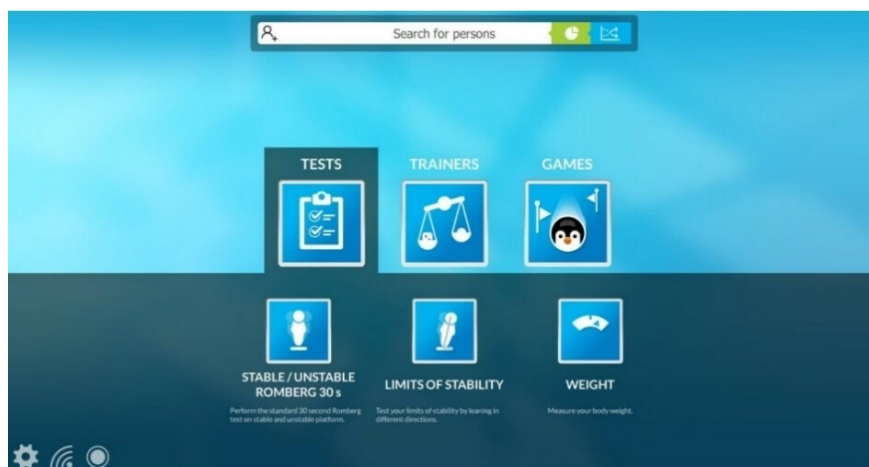 Search for persons
TESTS
TRAINERS
GAMES
STABLE / UNSTABLE
ROMBERG 30 s
Perform the standard 30 second Romberg
test on stable and unstable platform.
LIMITS OF STABILITY
Test your limits of stability by leaning in
different directions.
WEIGHT
Measure your body weight.